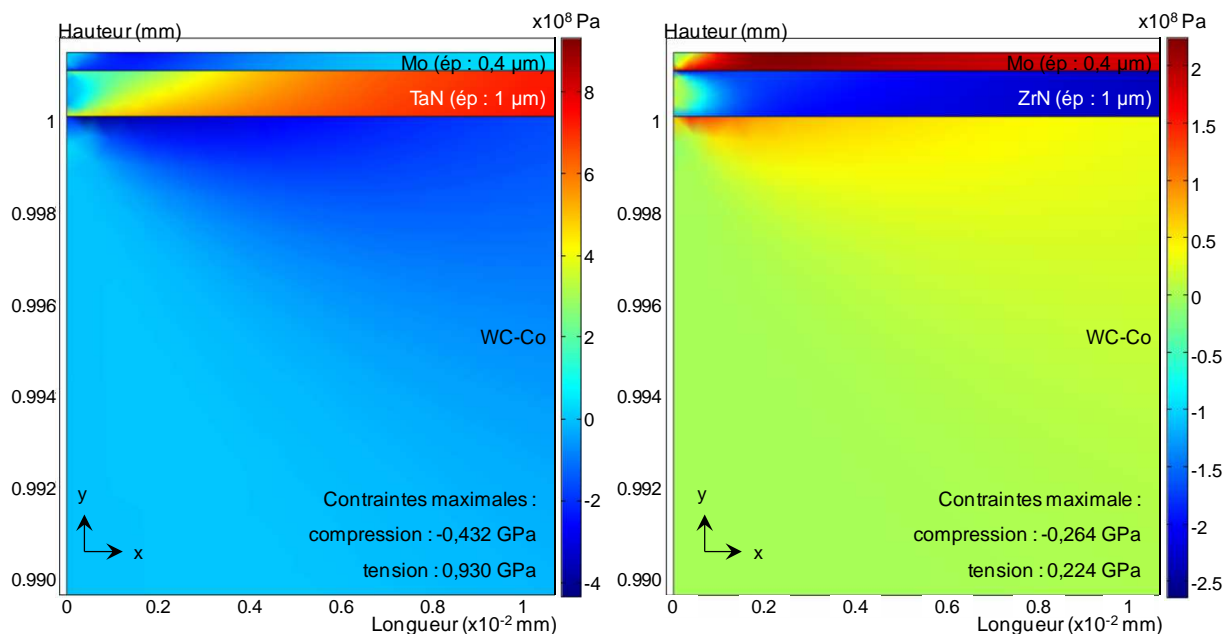 x10⁸ Pa
Hauteur (mm)
Mo (ép : 0,4 µm)
TaN (ép : 1 µm)
1
0.998
0.996
0.994
0.992
0.990
WC-Co
Contraintes maximales :
compression : -0,432 GPa
tension : 0,930 GPa
y
x
0
0.2
0.4
0.6
0.8
1
Longueur (x10⁻² mm)
8
6
4
2
0
-2
-4
x10⁸ Pa
Hauteur (mm)
Mo (ép : 0,4 µm)
ZrN (ép : 1 µm)
1
0.998
0.996
0.994
0.992
0.990
WC-Co
Contraintes maximale :
compression : -0,264 GPa
tension : 0,224 GPa
y
x
0
0.2
0.4
0.6
0.8
1
Longueur (x10⁻² mm)
2
1.5
1
0.5
0
-0.5
-1
-1.5
-2
-2.5